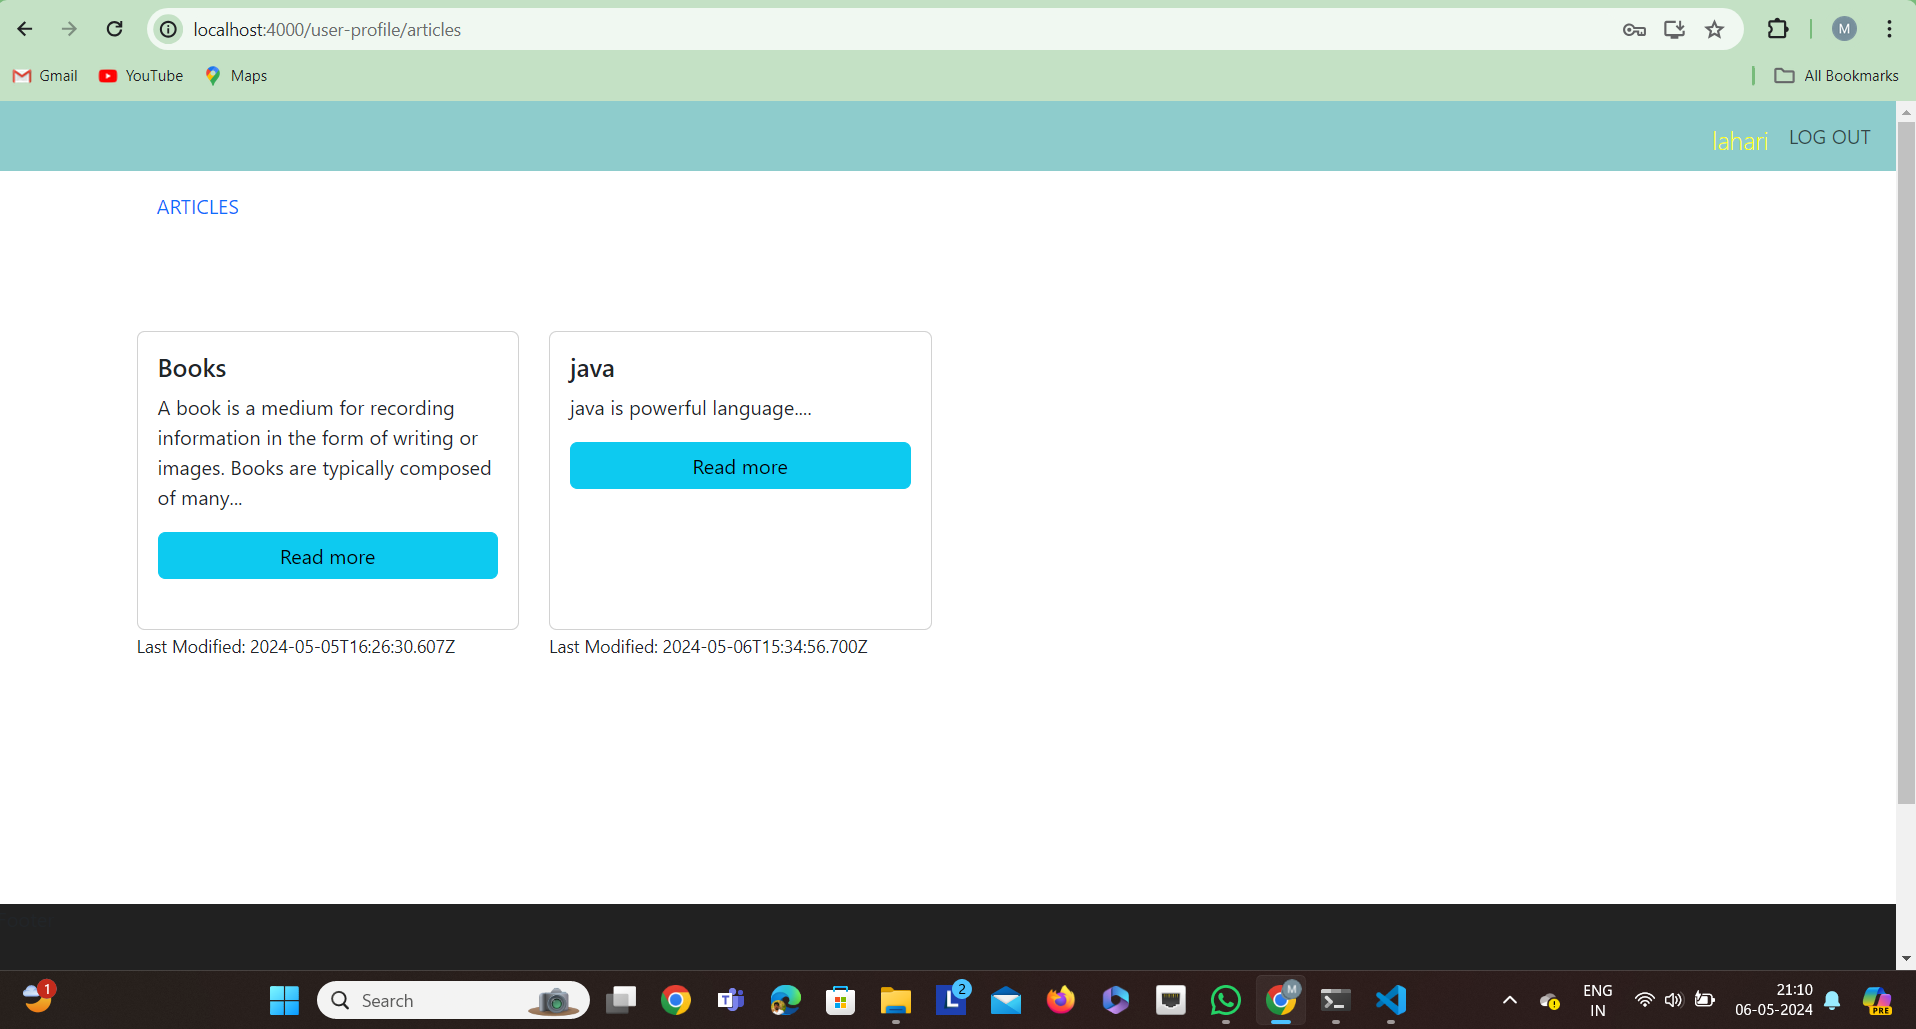 localhost:4000/user-profile/articles
M
Gmail
YouTube
Maps
All Bookmarks
lahari
LOG OUT
ARTICLES
Books
A book is a medium for recording
information in the form of writing or
images. Books are typically composed
of many...
Read more
Last Modified: 2024-05-05T16:26:30.607Z
java
java is powerful language....
Read more
Last Modified: 2024-05-06T15:34:56.700Z
1
Search
T
L
2
M
ENG
IN
21:10
06-05-2024
PRE